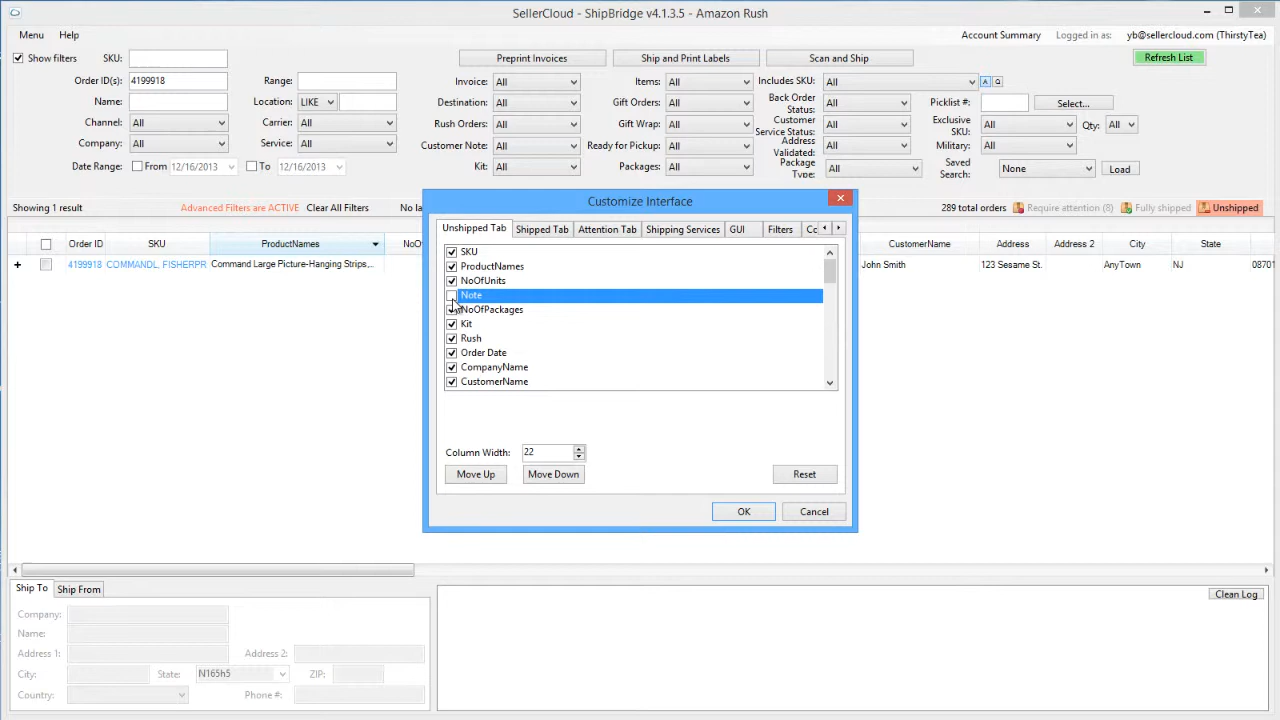 SellerCloud - ShipBridge v4.1.3.5 - Amazon Rush
Menu Help Account Summary Logged in as: yb@sellercloud.com (ThirstyTea)
Show filters SKU: Preprint Invoices Ship and Print Labels Scan and Ship Refresh List
Order ID(s): 4199918 Range: Invoice: All Items: All Includes SKU: All
Name: Location: LIKE Destination: All Gift Orders: All Back Order Status: All Picklist #: Select...
Channel: All Carrier: All Rush Orders: All Gift Wrap: All Customer Service Status: All Exclusive SKU: All Qty: All
Company: All Service: All Customer Note: All Ready for Pickup: All Address Validated: All Military: All
Date Range: From 12/16/2013 To 12/16/2013 Kit: All Packages: All Package Type: All Saved Search: None Load
Showing 1 result Advanced Filters are ACTIVE Clear All Filters No la 289 total orders Require attention (8) Fully shipped Unshipped
Order ID SKU ProductNames NoO CustomerName Address Address 2 City State
4199918 COMMANDL, FISHERPR Command Large Picture-Hanging Strips,... John Smith 123 Sesame St. AnyTown NJ 08701
Customize Interface
Unshipped Tab Shipped Tab Attention Tab Shipping Services GUI Filters Co
SKU
ProductNames
NoOfUnits
Note
NoOfPackages
Kit
Rush
Order Date
CompanyName
CustomerName
Column Width: 22
Move Up Move Down Reset
OK Cancel
Ship To Ship From
Clean Log
Company:
Name:
Address 1: Address 2:
City: State: N165h5 ZIP:
Country: Phone #: